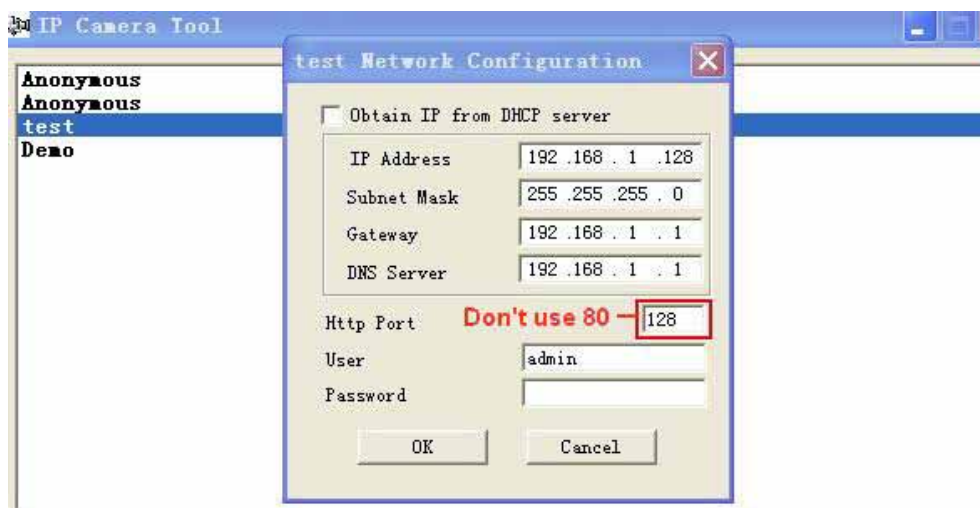 IP Camera Tool
Anonymous
Anonymous
test
Demo
test Network Configuration
Obtain IP from DHCP server
IP Address 192 .168 . 1 .128
Subnet Mask 255 .255 .255 . 0
Gateway 192 .168 . 1 . 1
DNS Server 192 .168 . 1 . 1
Http Port Don't use 80 128
User admin
Password
OK Cancel